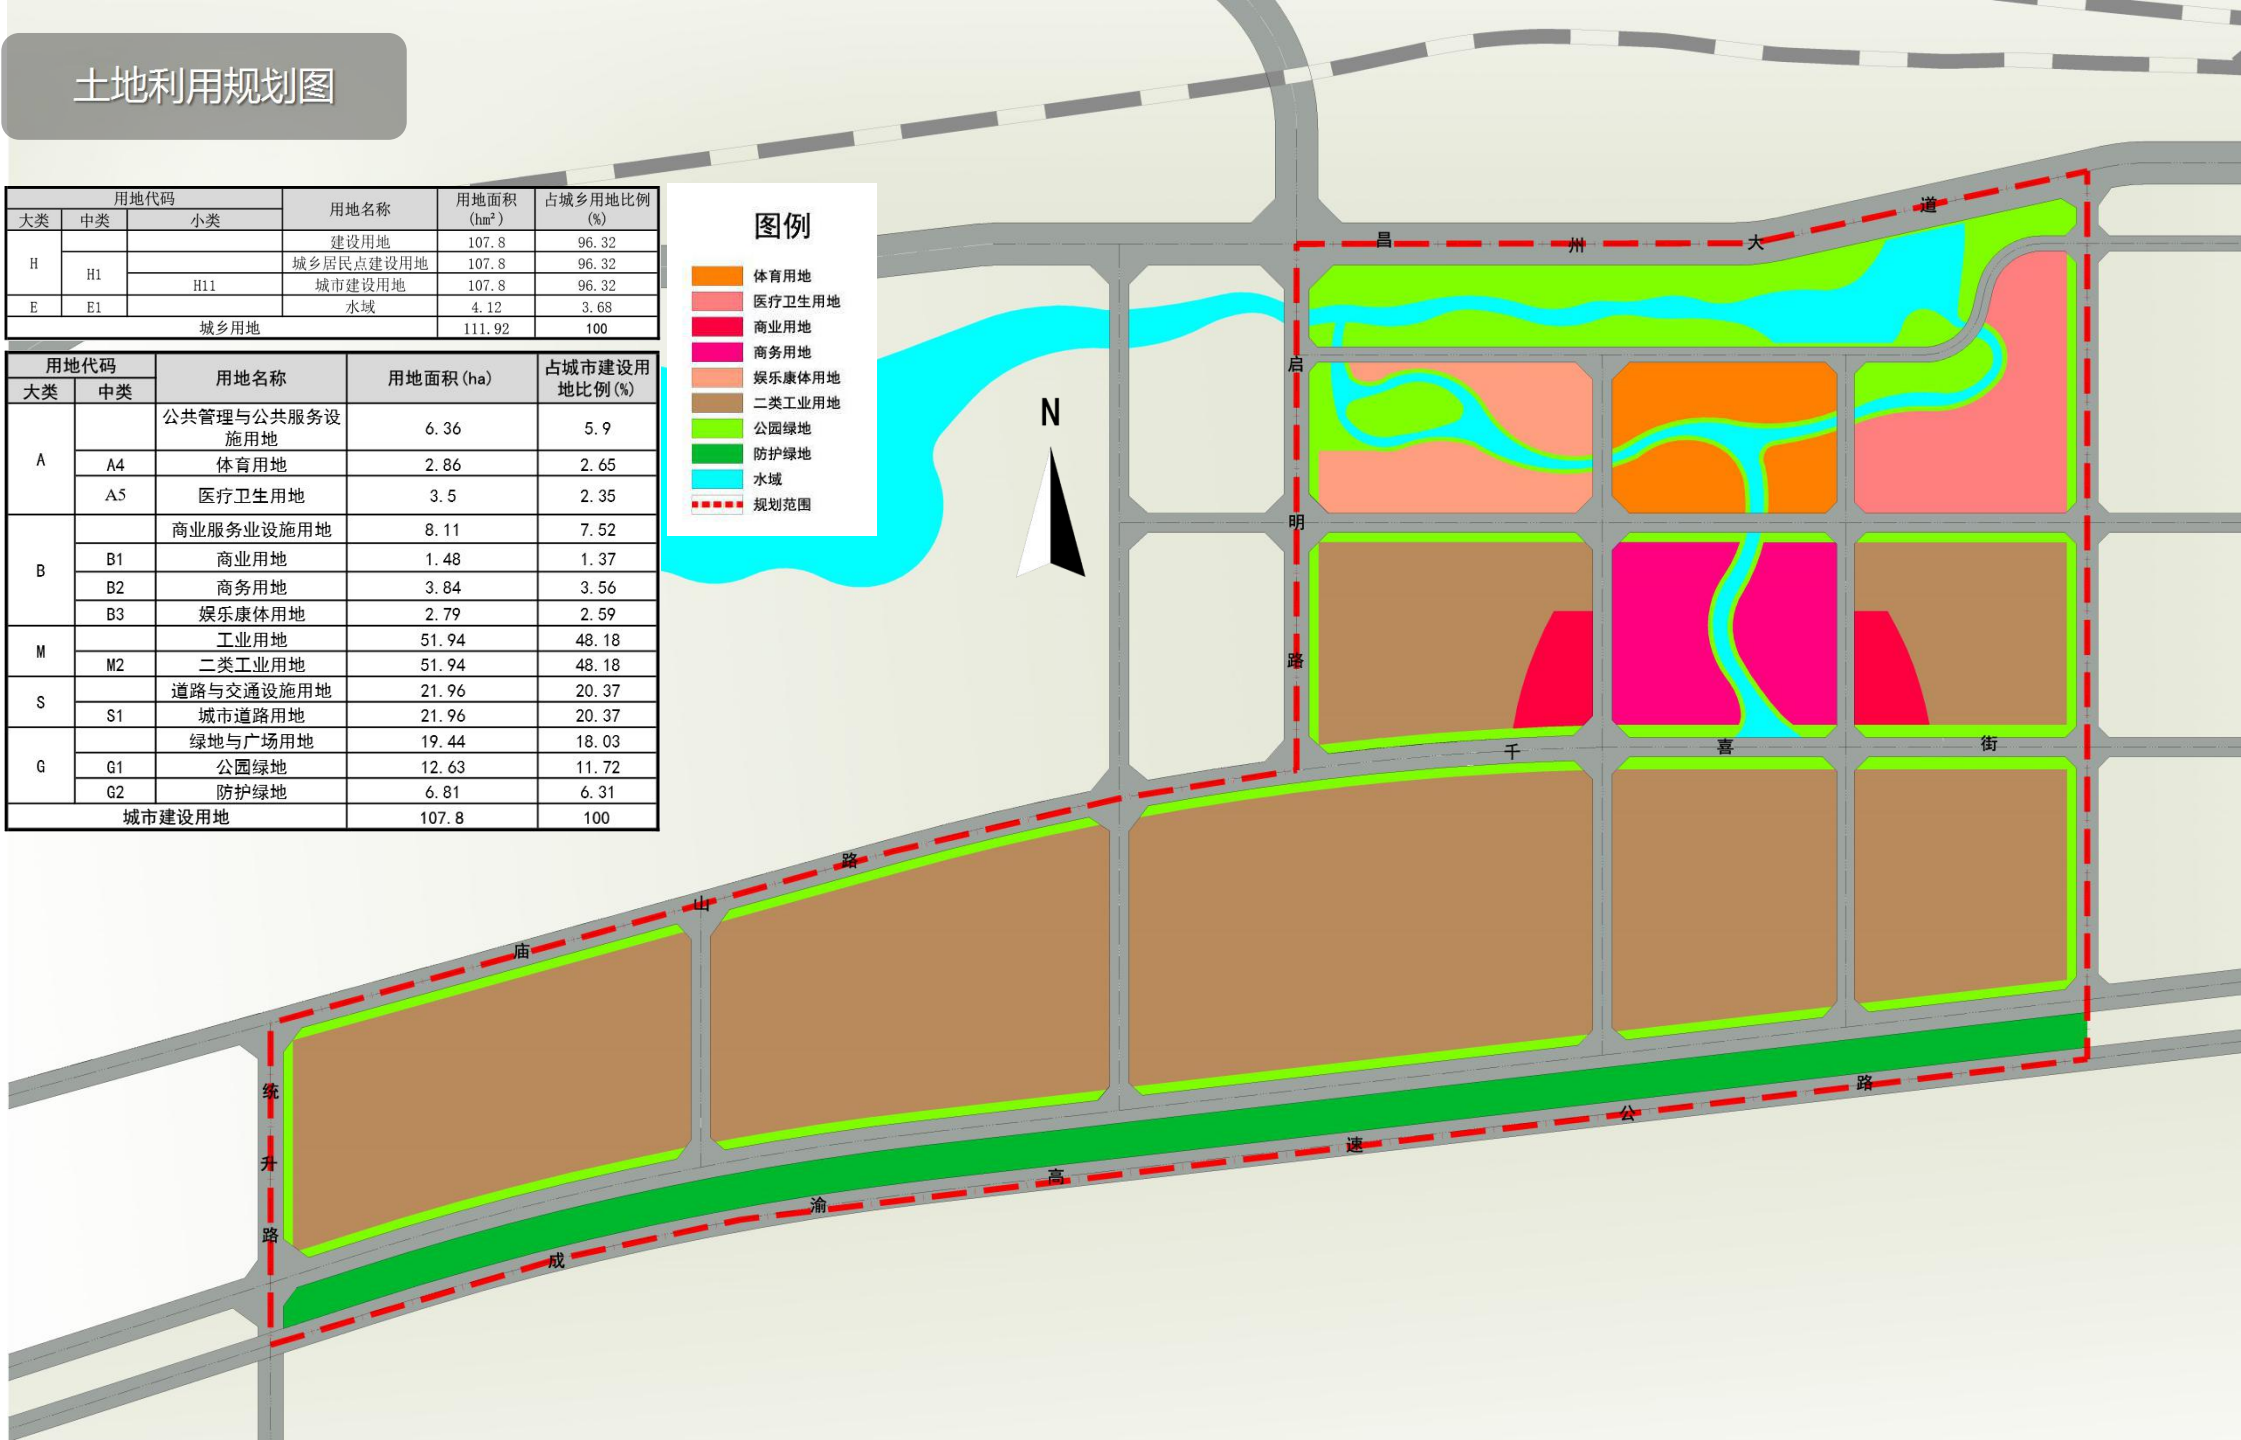 土地利用规划图
用地代码 用地名称 用地面积(hm²) 占城乡用地比例(%)
大类 中类 小类
H 建设用地 107.8 96.32
H1 城乡居民点建设用地 107.8 96.32
H11 城市建设用地 107.8 96.32
E E1 水域 4.12 3.68
城乡用地 111.92 100
用地代码 用地名称 用地面积(ha) 占城市建设用地比例(%)
大类 中类
A 公共管理与公共服务设施用地 6.36 5.9
A4 体育用地 2.86 2.65
A5 医疗卫生用地 3.5 2.35
B 商业服务业设施用地 8.11 7.52
B1 商业用地 1.48 1.37
B2 商务用地 3.84 3.56
B3 娱乐康体用地 2.79 2.59
M 工业用地 51.94 48.18
M2 二类工业用地 51.94 48.18
S 道路与交通设施用地 21.96 20.37
S1 城市道路用地 21.96 20.37
G 绿地与广场用地 19.44 18.03
G1 公园绿地 12.63 11.72
G2 防护绿地 6.81 6.31
城市建设用地 107.8 100
图例
体育用地
医疗卫生用地
商业用地
商务用地
娱乐康体用地
二类工业用地
公园绿地
防护绿地
水域
规划范围
N
昌州大道
启明路
千喜街
庙山路
统升路
成渝高速公路